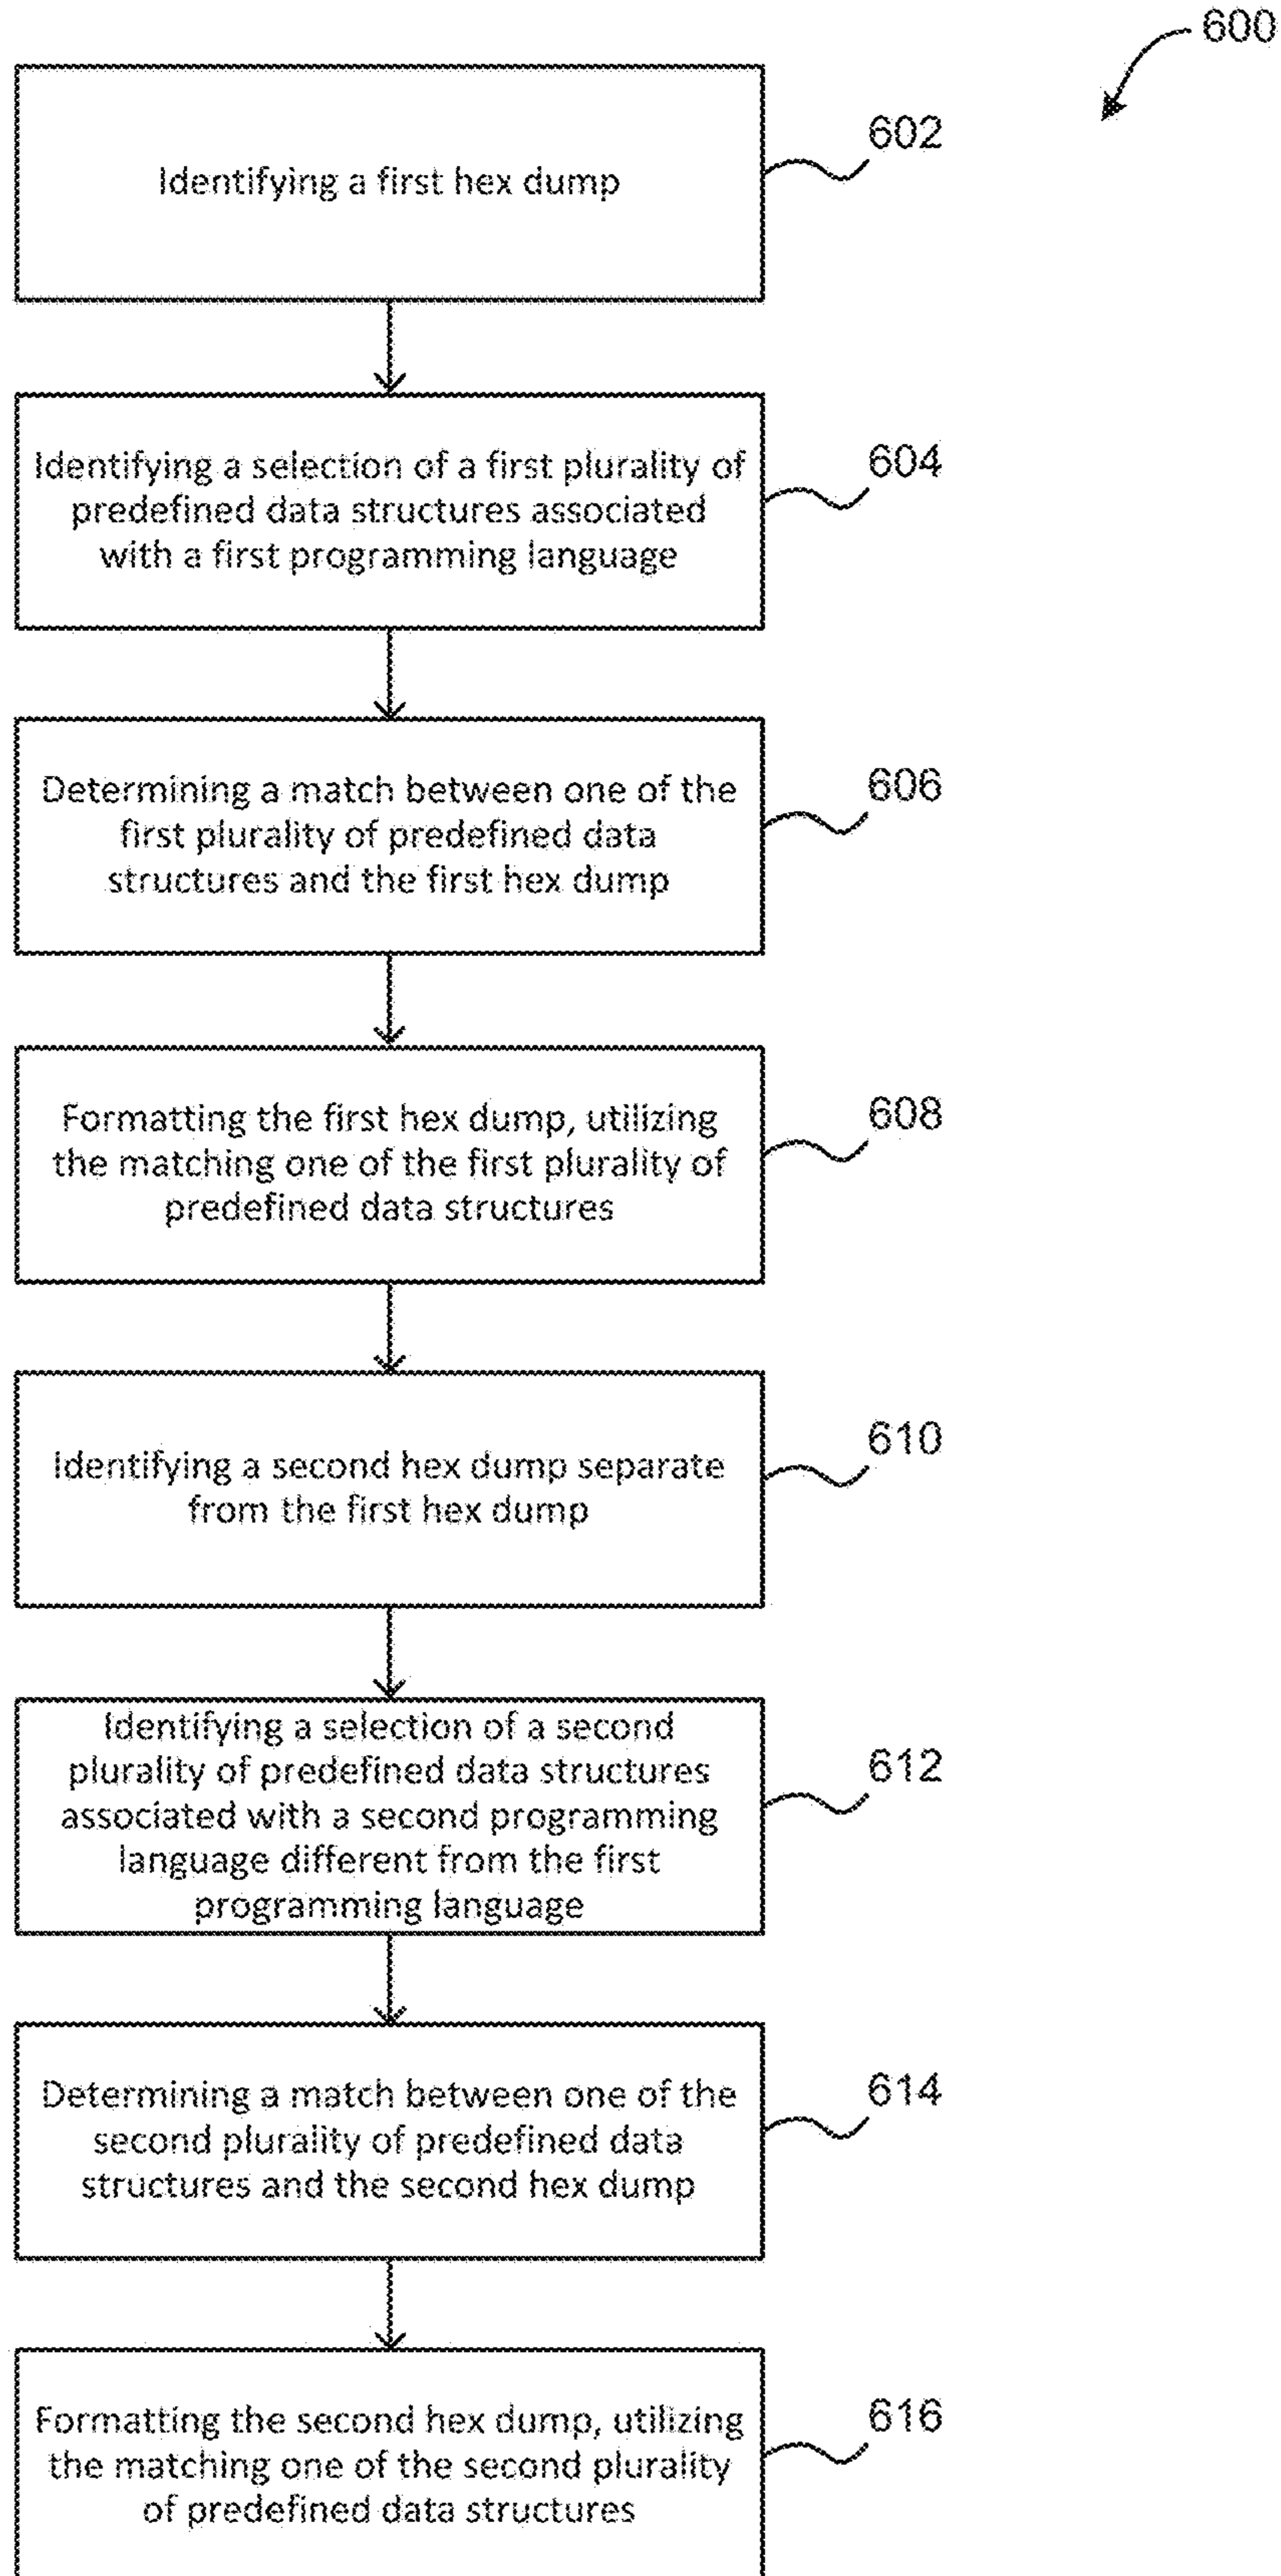 600
Identifying a first hex dump
602
Identifying a selection of a first plurality of
predefined data structures associated
with a first programming language
604
Determining a match between one of the
first plurality of predefined data
structures and the first hex dump
606
Formatting the first hex dump, utilizing
the matching one of the first plurality of
predefined data structures
608
Identifying a second hex dump separate
from the first hex dump
610
Identifying a selection of a second
plurality of predefined data structures
associated with a second programming
language different from the first
programming language
612
Determining a match between one of the
second plurality of predefined data
structures and the second hex dump
614
Formatting the second hex dump, utilizing
the matching one of the second plurality
of predefined data structures
616